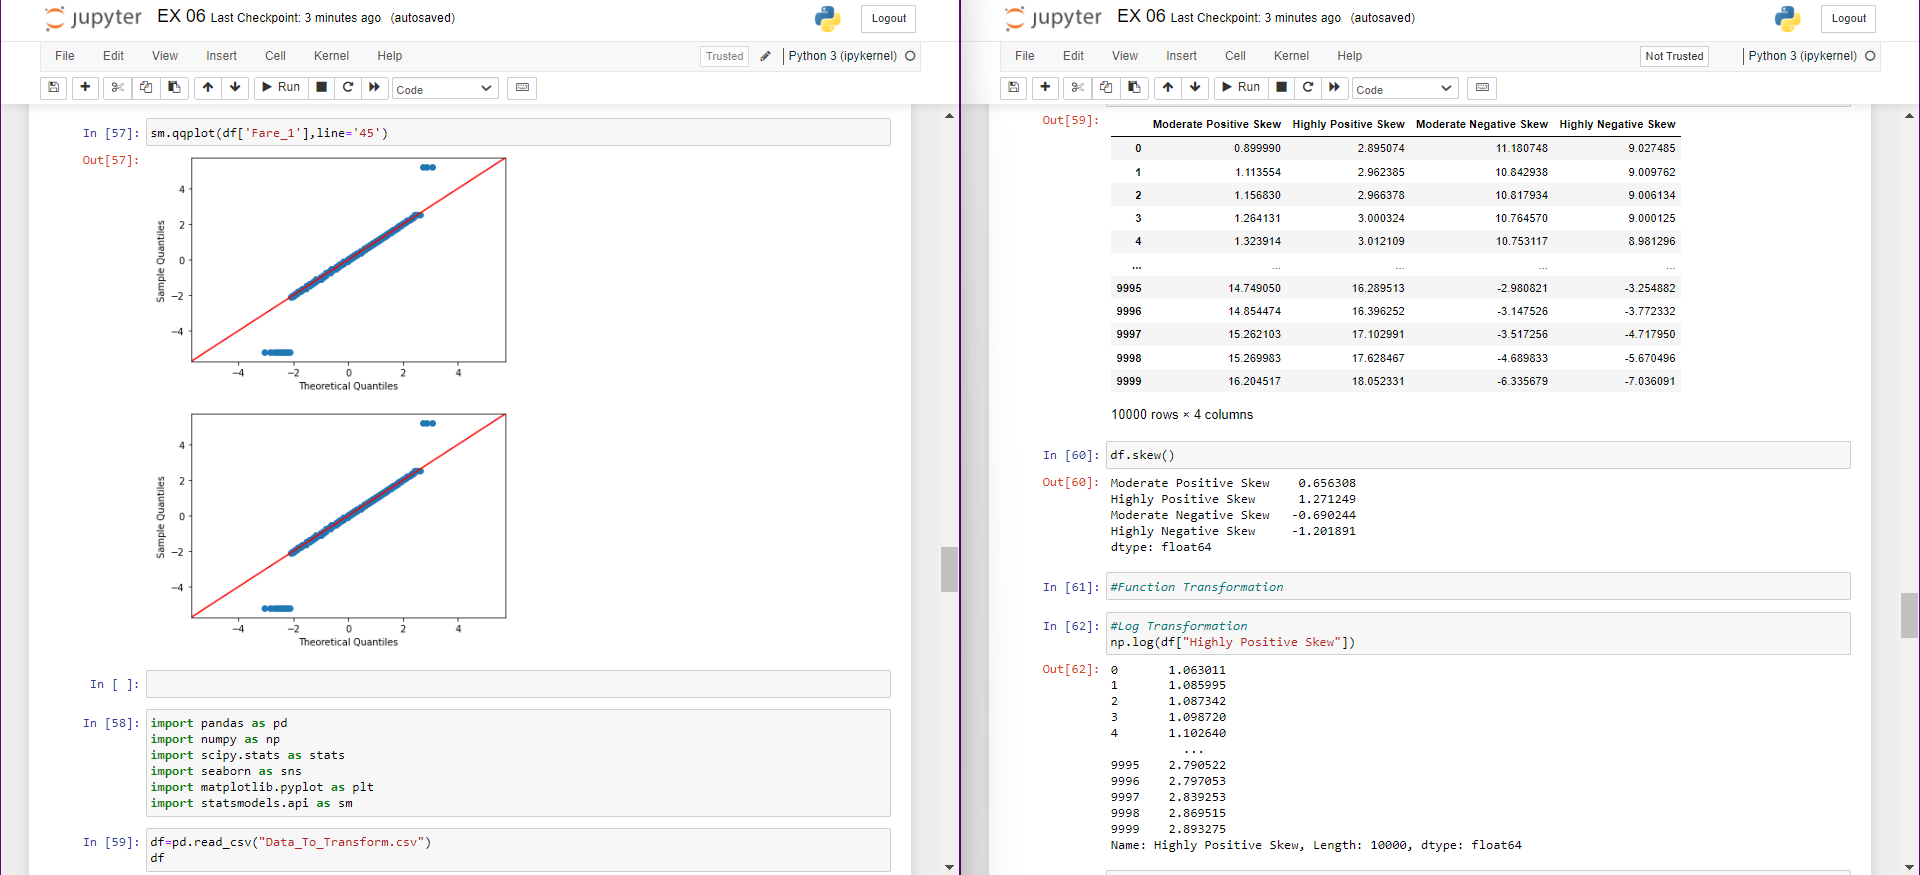 jupyter EX 06 Last Checkpoint: 3 minutes ago (autosaved)
Logout
File Edit View Insert Cell Kernel Help
Trusted
Python 3 (ipykernel)
Run
Code
In [57]: sm.qqplot(df['Fare_1'],line='45')
Out[57]:
4
2
0
−2
−4
Sample Quantiles
−4 −2 0 2 4
Theoretical Quantiles
4
2
0
−2
−4
Sample Quantiles
−4 −2 0 2 4
Theoretical Quantiles
In [ ]:
In [58]: import pandas as pd
import numpy as np
import scipy.stats as stats
import seaborn as sns
import matplotlib.pyplot as plt
import statsmodels.api as sm
In [59]: df=pd.read_csv("Data_To_Transform.csv")
df
jupyter EX 06 Last Checkpoint: 3 minutes ago (autosaved)
Logout
File Edit View Insert Cell Kernel Help
Not Trusted
Python 3 (ipykernel)
Run
Code
Out[59]:
Moderate Positive Skew Highly Positive Skew Moderate Negative Skew Highly Negative Skew
0 0.899990 2.895074 11.180748 9.027485
1 1.113554 2.962385 10.842938 9.009762
2 1.156830 2.966378 10.817934 9.006134
3 1.264131 3.000324 10.764570 9.000125
4 1.323914 3.012109 10.753117 8.981296
... ... ... ... ...
9995 14.749050 16.289513 -2.980821 -3.254882
9996 14.854474 16.396252 -3.147526 -3.772332
9997 15.262103 17.102991 -3.517256 -4.717950
9998 15.269983 17.628467 -4.689833 -5.670496
9999 16.204517 18.052331 -6.335679 -7.036091
10000 rows × 4 columns
In [60]: df.skew()
Out[60]: Moderate Positive Skew 0.656308
Highly Positive Skew 1.271249
Moderate Negative Skew -0.690244
Highly Negative Skew -1.201891
dtype: float64
In [61]: #Function Transformation
In [62]: #Log Transformation
np.log(df["Highly Positive Skew"])
Out[62]: 0 1.063011
1 1.085995
2 1.087342
3 1.098720
4 1.102640
...
9995 2.790522
9996 2.797053
9997 2.839253
9998 2.869515
9999 2.893275
Name: Highly Positive Skew, Length: 10000, dtype: float64